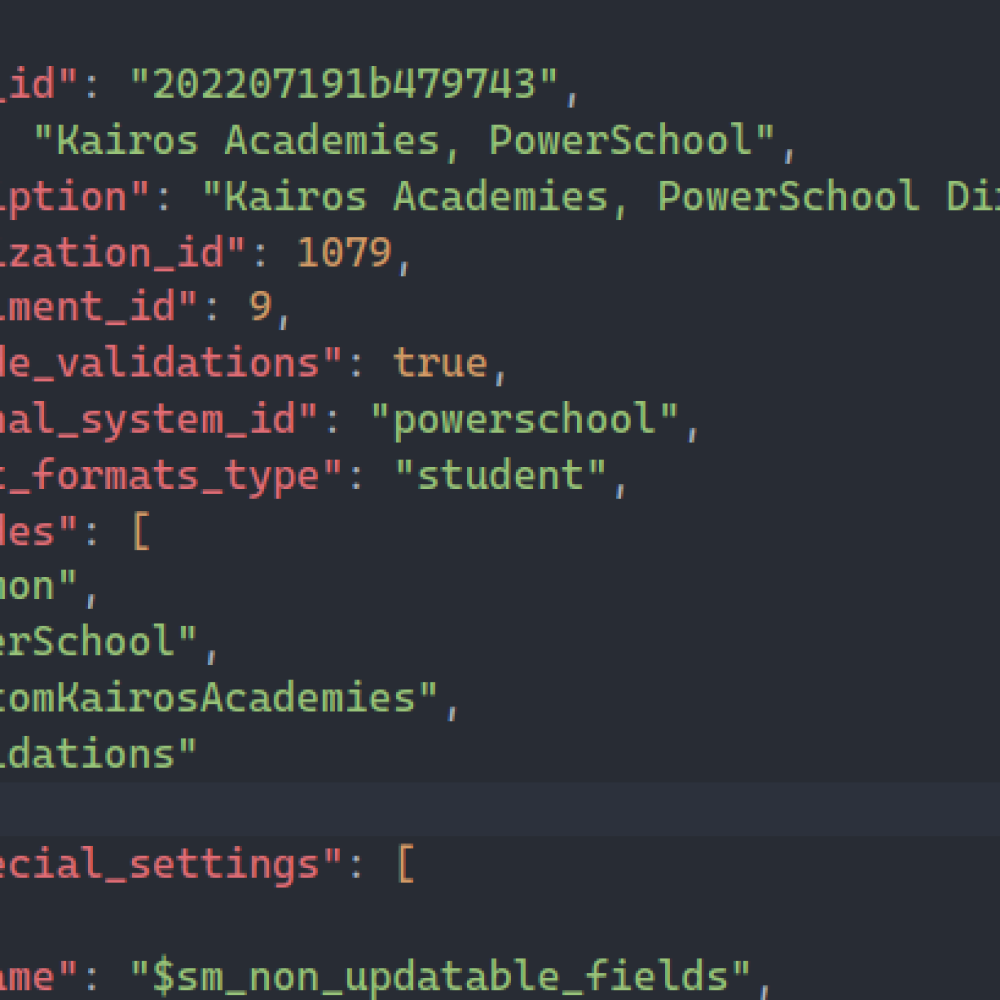 _id": "202207191b479743",
"Kairos Academies, PowerSchool",
iption": "Kairos Academies, PowerSchool Di
ization_id": 1079,
ment_id": 9,
le_validations": true,
nal_system_id": "powerschool",
t_formats_type": "student",
les": [
mon",
erSchool",
tomKairosAcademies",
idations"
ecial_settings": [
ame": "$sm_non_updatable_fields",